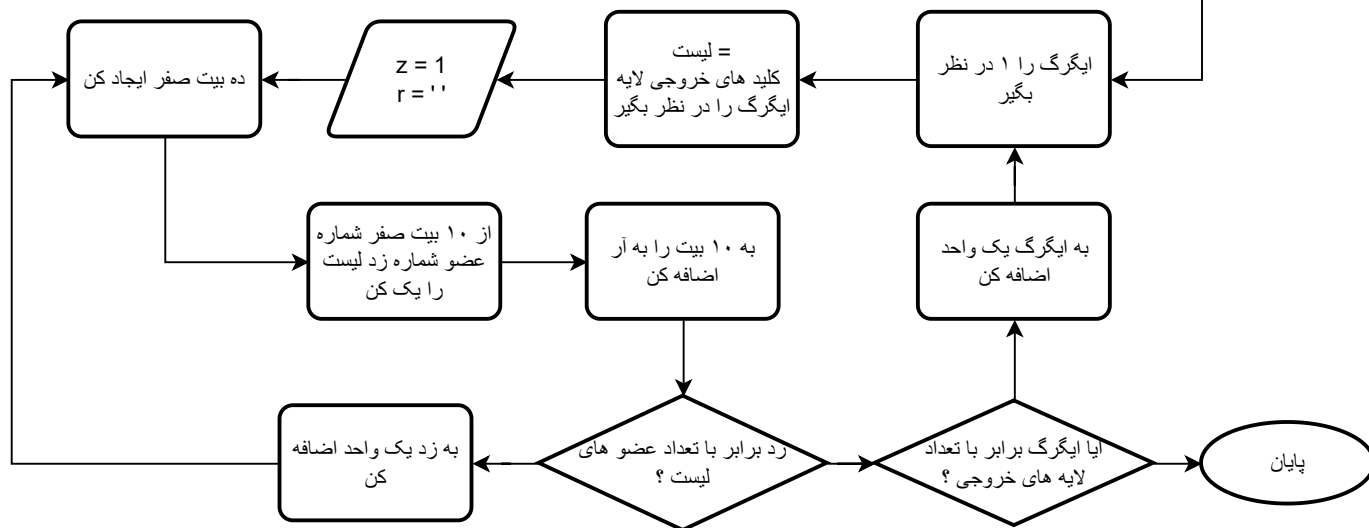 ایگرگ را ۱ در نظر
بگیر
= لیست
کلید های خروجی لایه
ایگرگ را در نظر بگیر
z = 1
r = ' '
ده بیت صفر ایجاد کن
از ۱۰ بیت صفر شماره
عضو شماره زد لیست
را یک کن
به ۱۰ بیت را به آر
اضافه کن
به ایگرگ یک واحد
اضافه کن
به زد یک واحد اضافه
کن
رد برابر با تعداد عضو های
لیست ؟
ایا ایگرگ برابر با تعداد
لایه های خروجی ؟
پایان